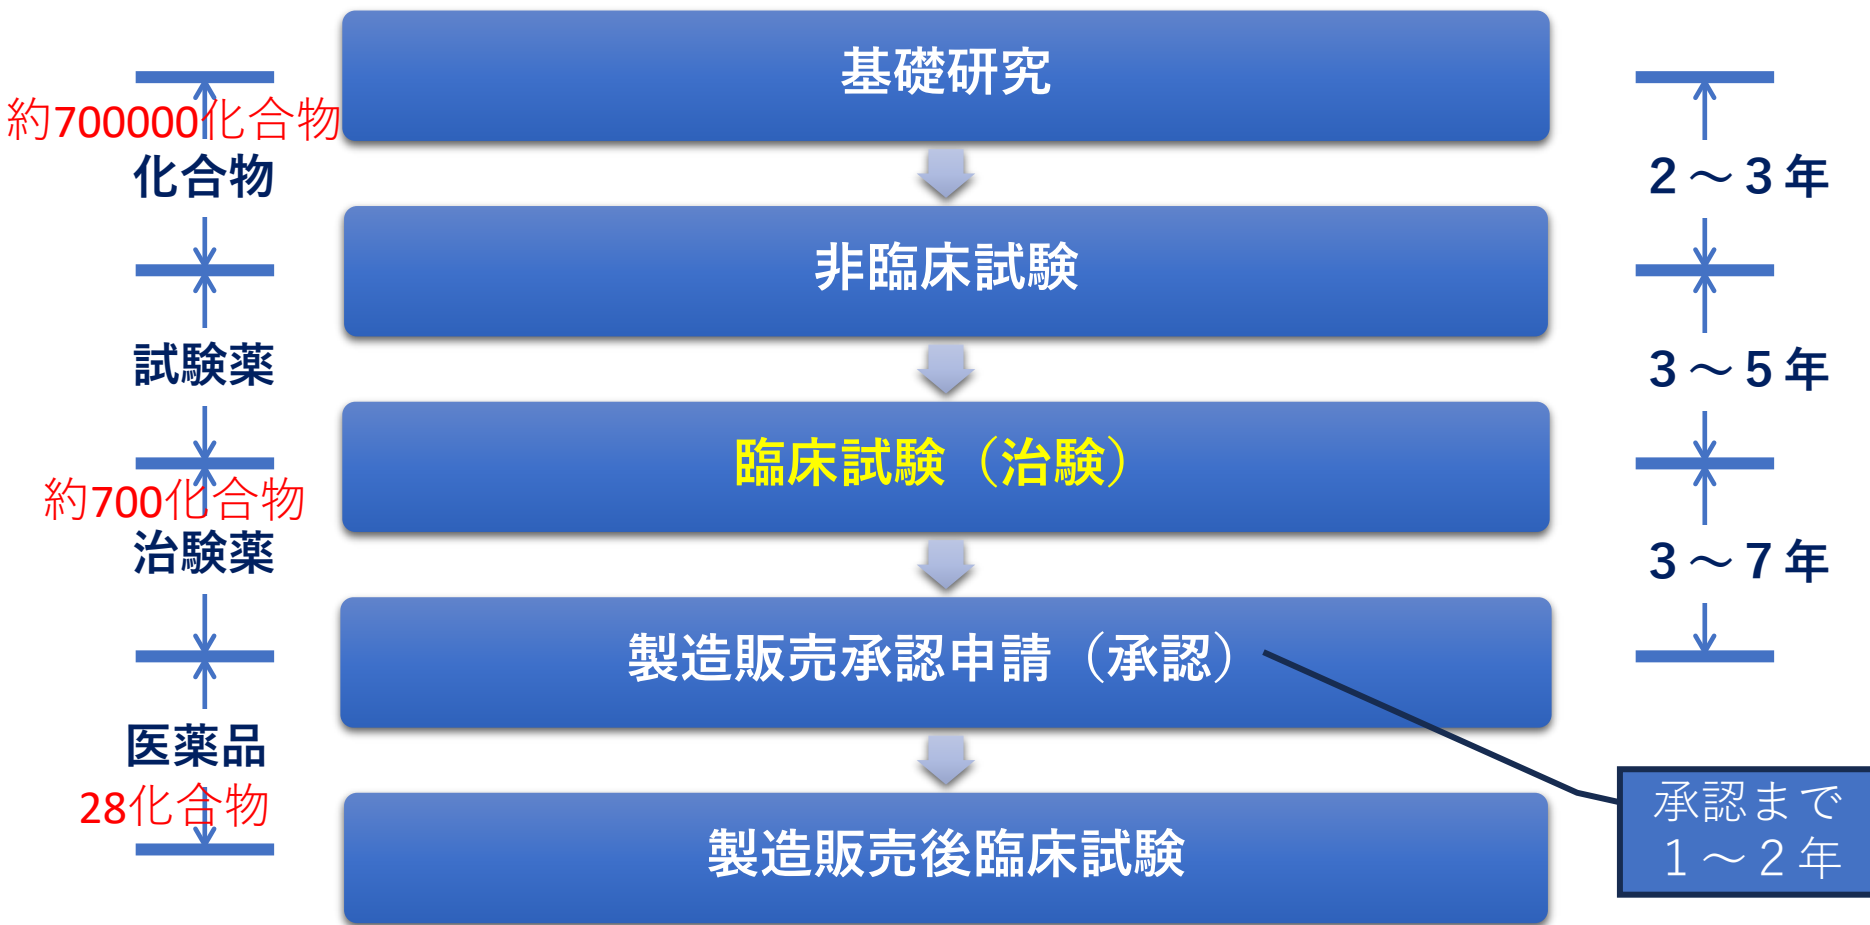 基礎研究
約700000化合物
化合物
2～3年
非臨床試験
試験薬
3～5年
臨床試験（治験）
約700化合物
治験薬
3～7年
製造販売承認申請（承認）
医薬品
28化合物
承認まで
1～2年
製造販売後臨床試験